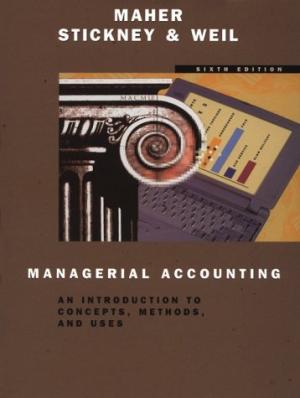 MAHER
STICKNEY & WEIL
SIXTH EDITION
MANAGERIAL ACCOUNTING
AN INTRODUCTION TO
CONCEPTS, METHODS,
AND USES